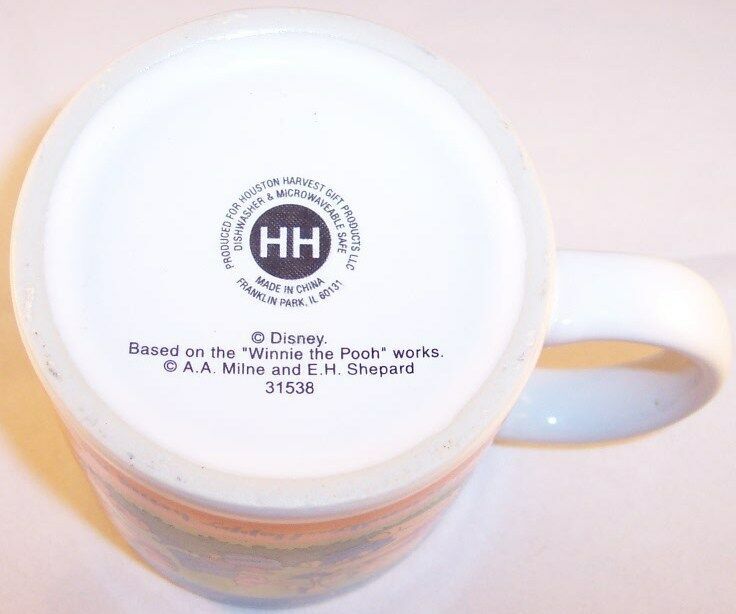 PRODUCED FOR HOUSTON HARVEST GIFT PRODUCTS LLC
DISHWASHER & MICROWAVEABLE SAFE
HH
MADE IN CHINA
FRANKLIN PARK, IL 60131
© Disney.
Based on the "Winnie the Pooh" works.
© A.A. Milne and E.H. Shepard
31538